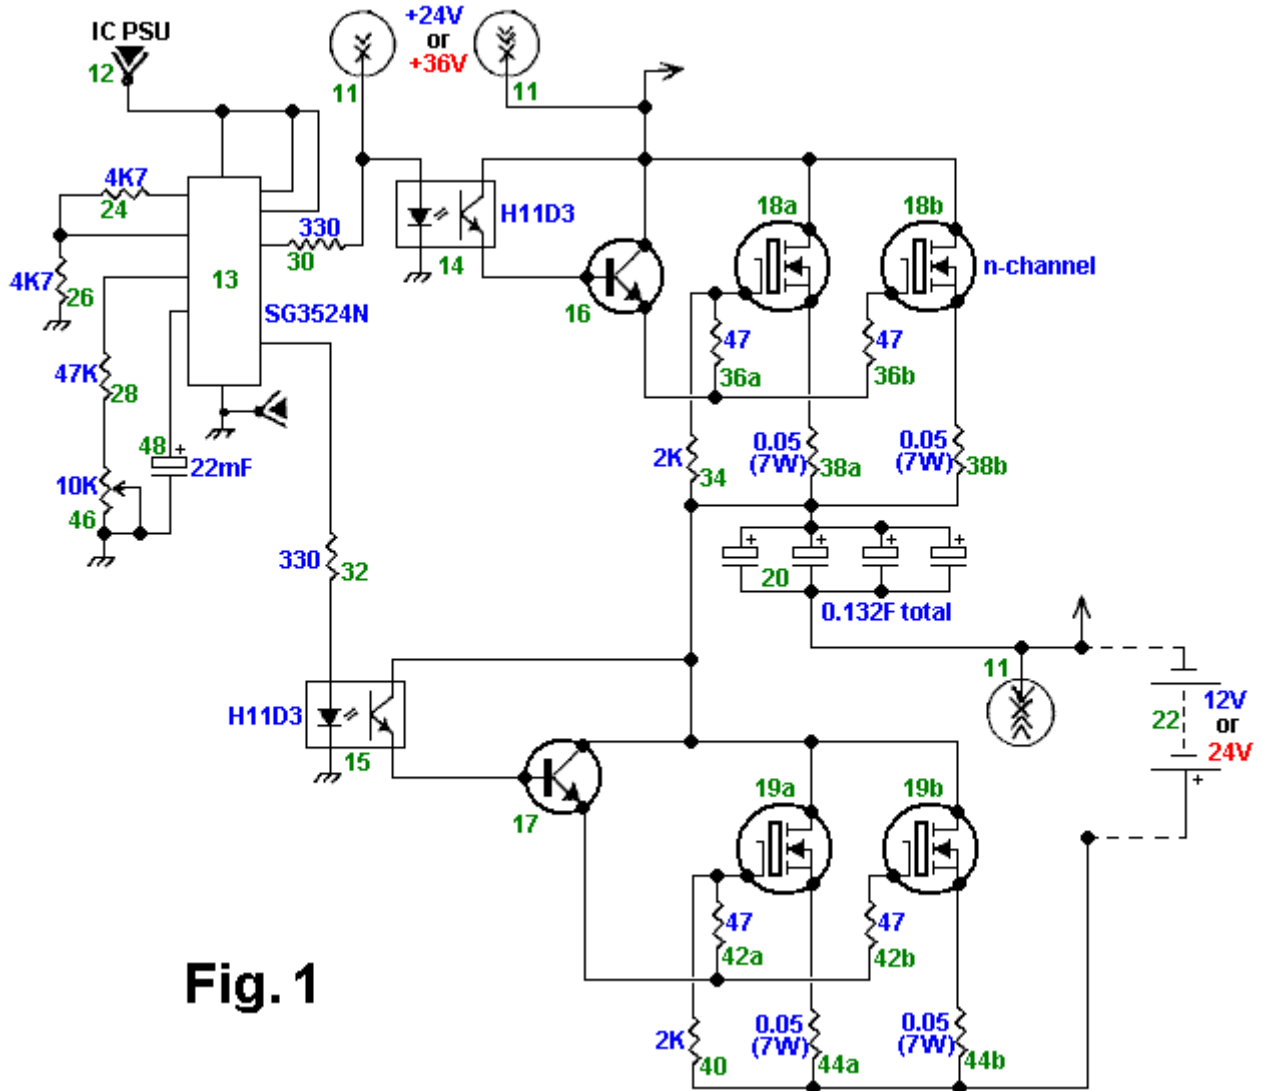 IC PSU
12
+24V
or
+36V
11
11
4K7
24
4K7
26
330
30
13
SG3524N
H11D3
14
16
18a
18b
n-channel
47
36a
47
36b
47K
28
48
+
22mF
10K
46
2K
34
0.05
(7W)
38a
0.05
(7W)
38b
330
32
+
+
+
+
20
0.132F total
11
12V
22
or
24V
+
H11D3
15
17
19a
19b
47
42a
47
42b
Fig. 1
2K
40
0.05
(7W)
44a
0.05
(7W)
44b